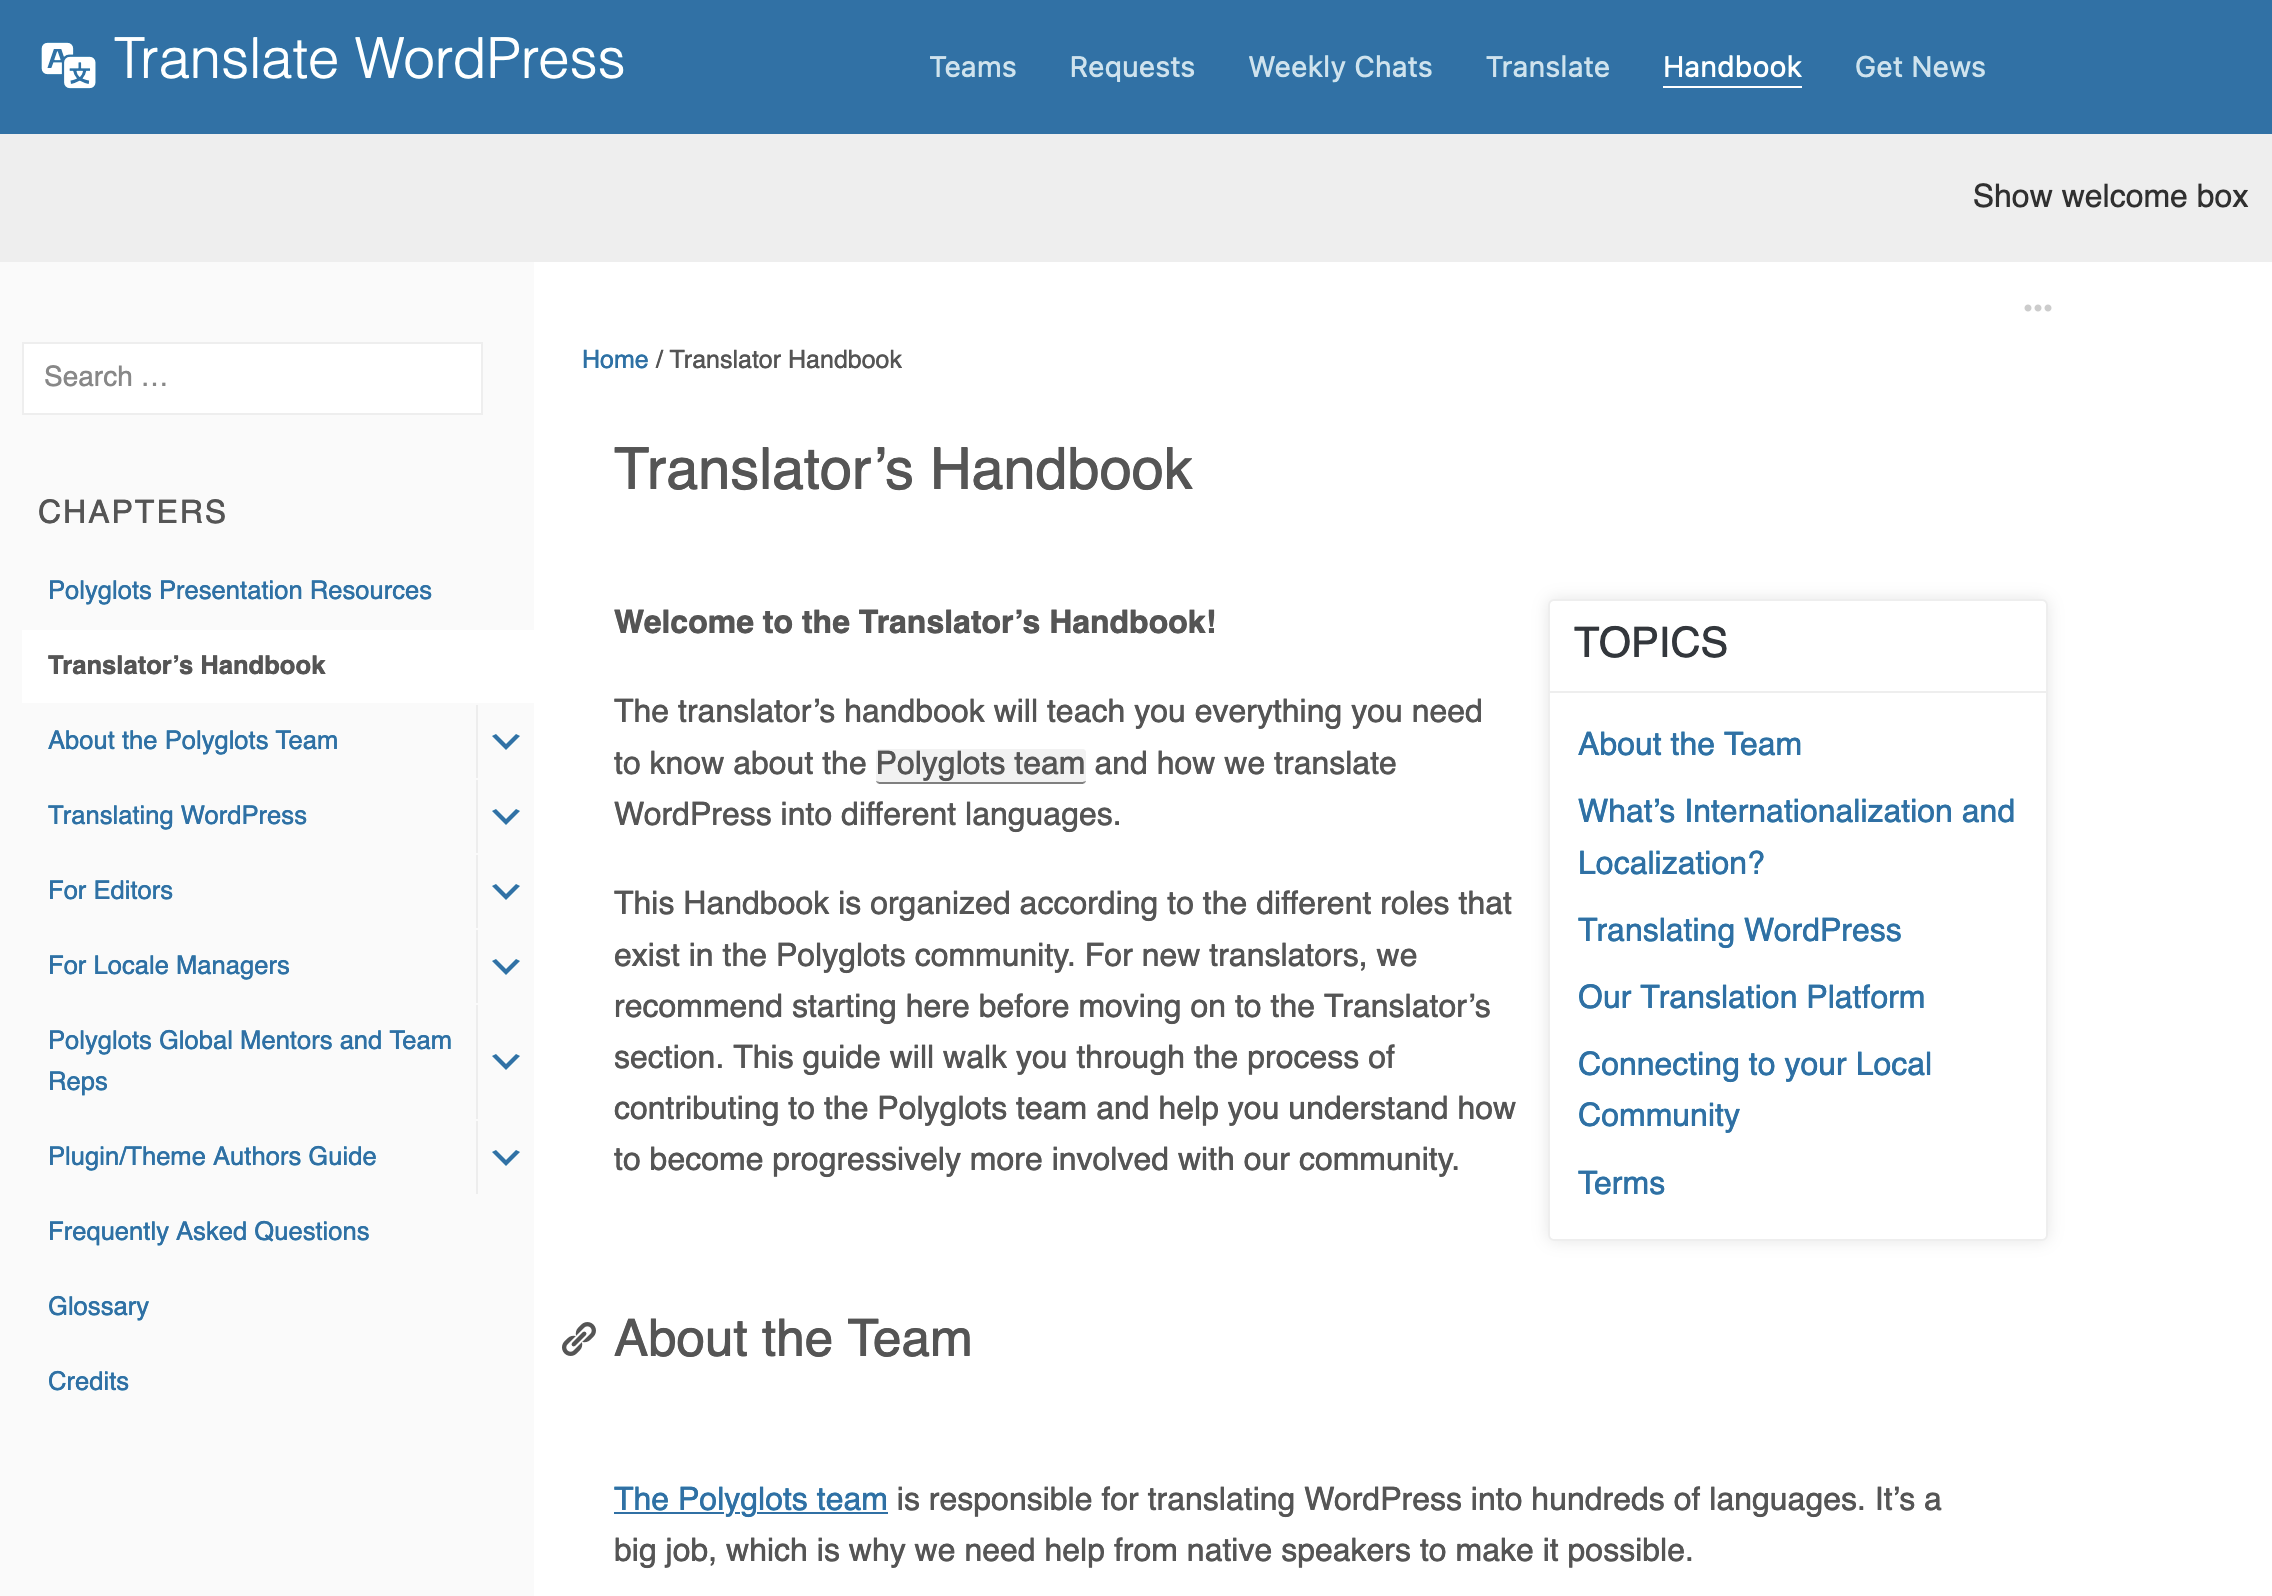 A文 Translate WordPress
Teams Requests Weekly Chats Translate Handbook Get News
Show welcome box
Search …
CHAPTERS
Polyglots Presentation Resources
Translator’s Handbook
About the Polyglots Team
Translating WordPress
For Editors
For Locale Managers
Polyglots Global Mentors and Team
Reps
Plugin/Theme Authors Guide
Frequently Asked Questions
Glossary
Credits
Home / Translator Handbook
Translator’s Handbook
Welcome to the Translator’s Handbook!
The translator’s handbook will teach you everything you need
to know about the Polyglots team and how we translate
WordPress into different languages.
This Handbook is organized according to the different roles that
exist in the Polyglots community. For new translators, we
recommend starting here before moving on to the Translator’s
section. This guide will walk you through the process of
contributing to the Polyglots team and help you understand how
to become progressively more involved with our community.
TOPICS
About the Team
What’s Internationalization and
Localization?
Translating WordPress
Our Translation Platform
Connecting to your Local
Community
Terms
About the Team
The Polyglots team is responsible for translating WordPress into hundreds of languages. It’s a
big job, which is why we need help from native speakers to make it possible.